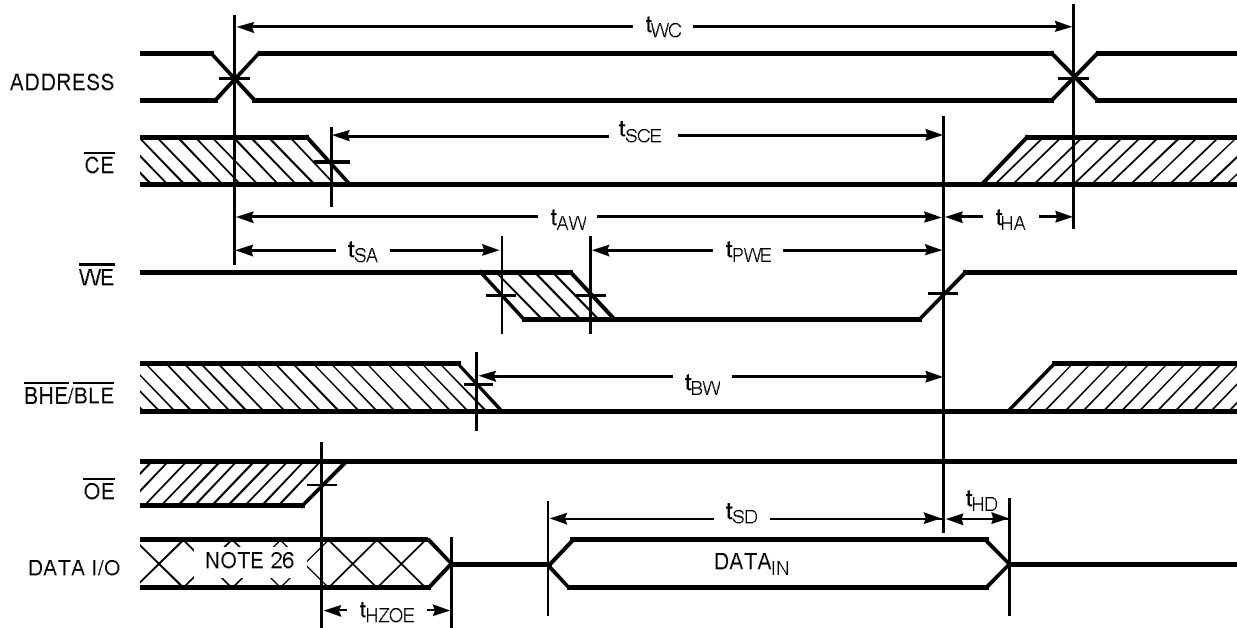 tWC
ADDRESS
tSCE
CE
tAW
tHA
tSA
tPWE
WE
tBW
BHE/BLE
OE
tSD
tHD
DATA I/O
NOTE 26
DATAIN
tHZOE